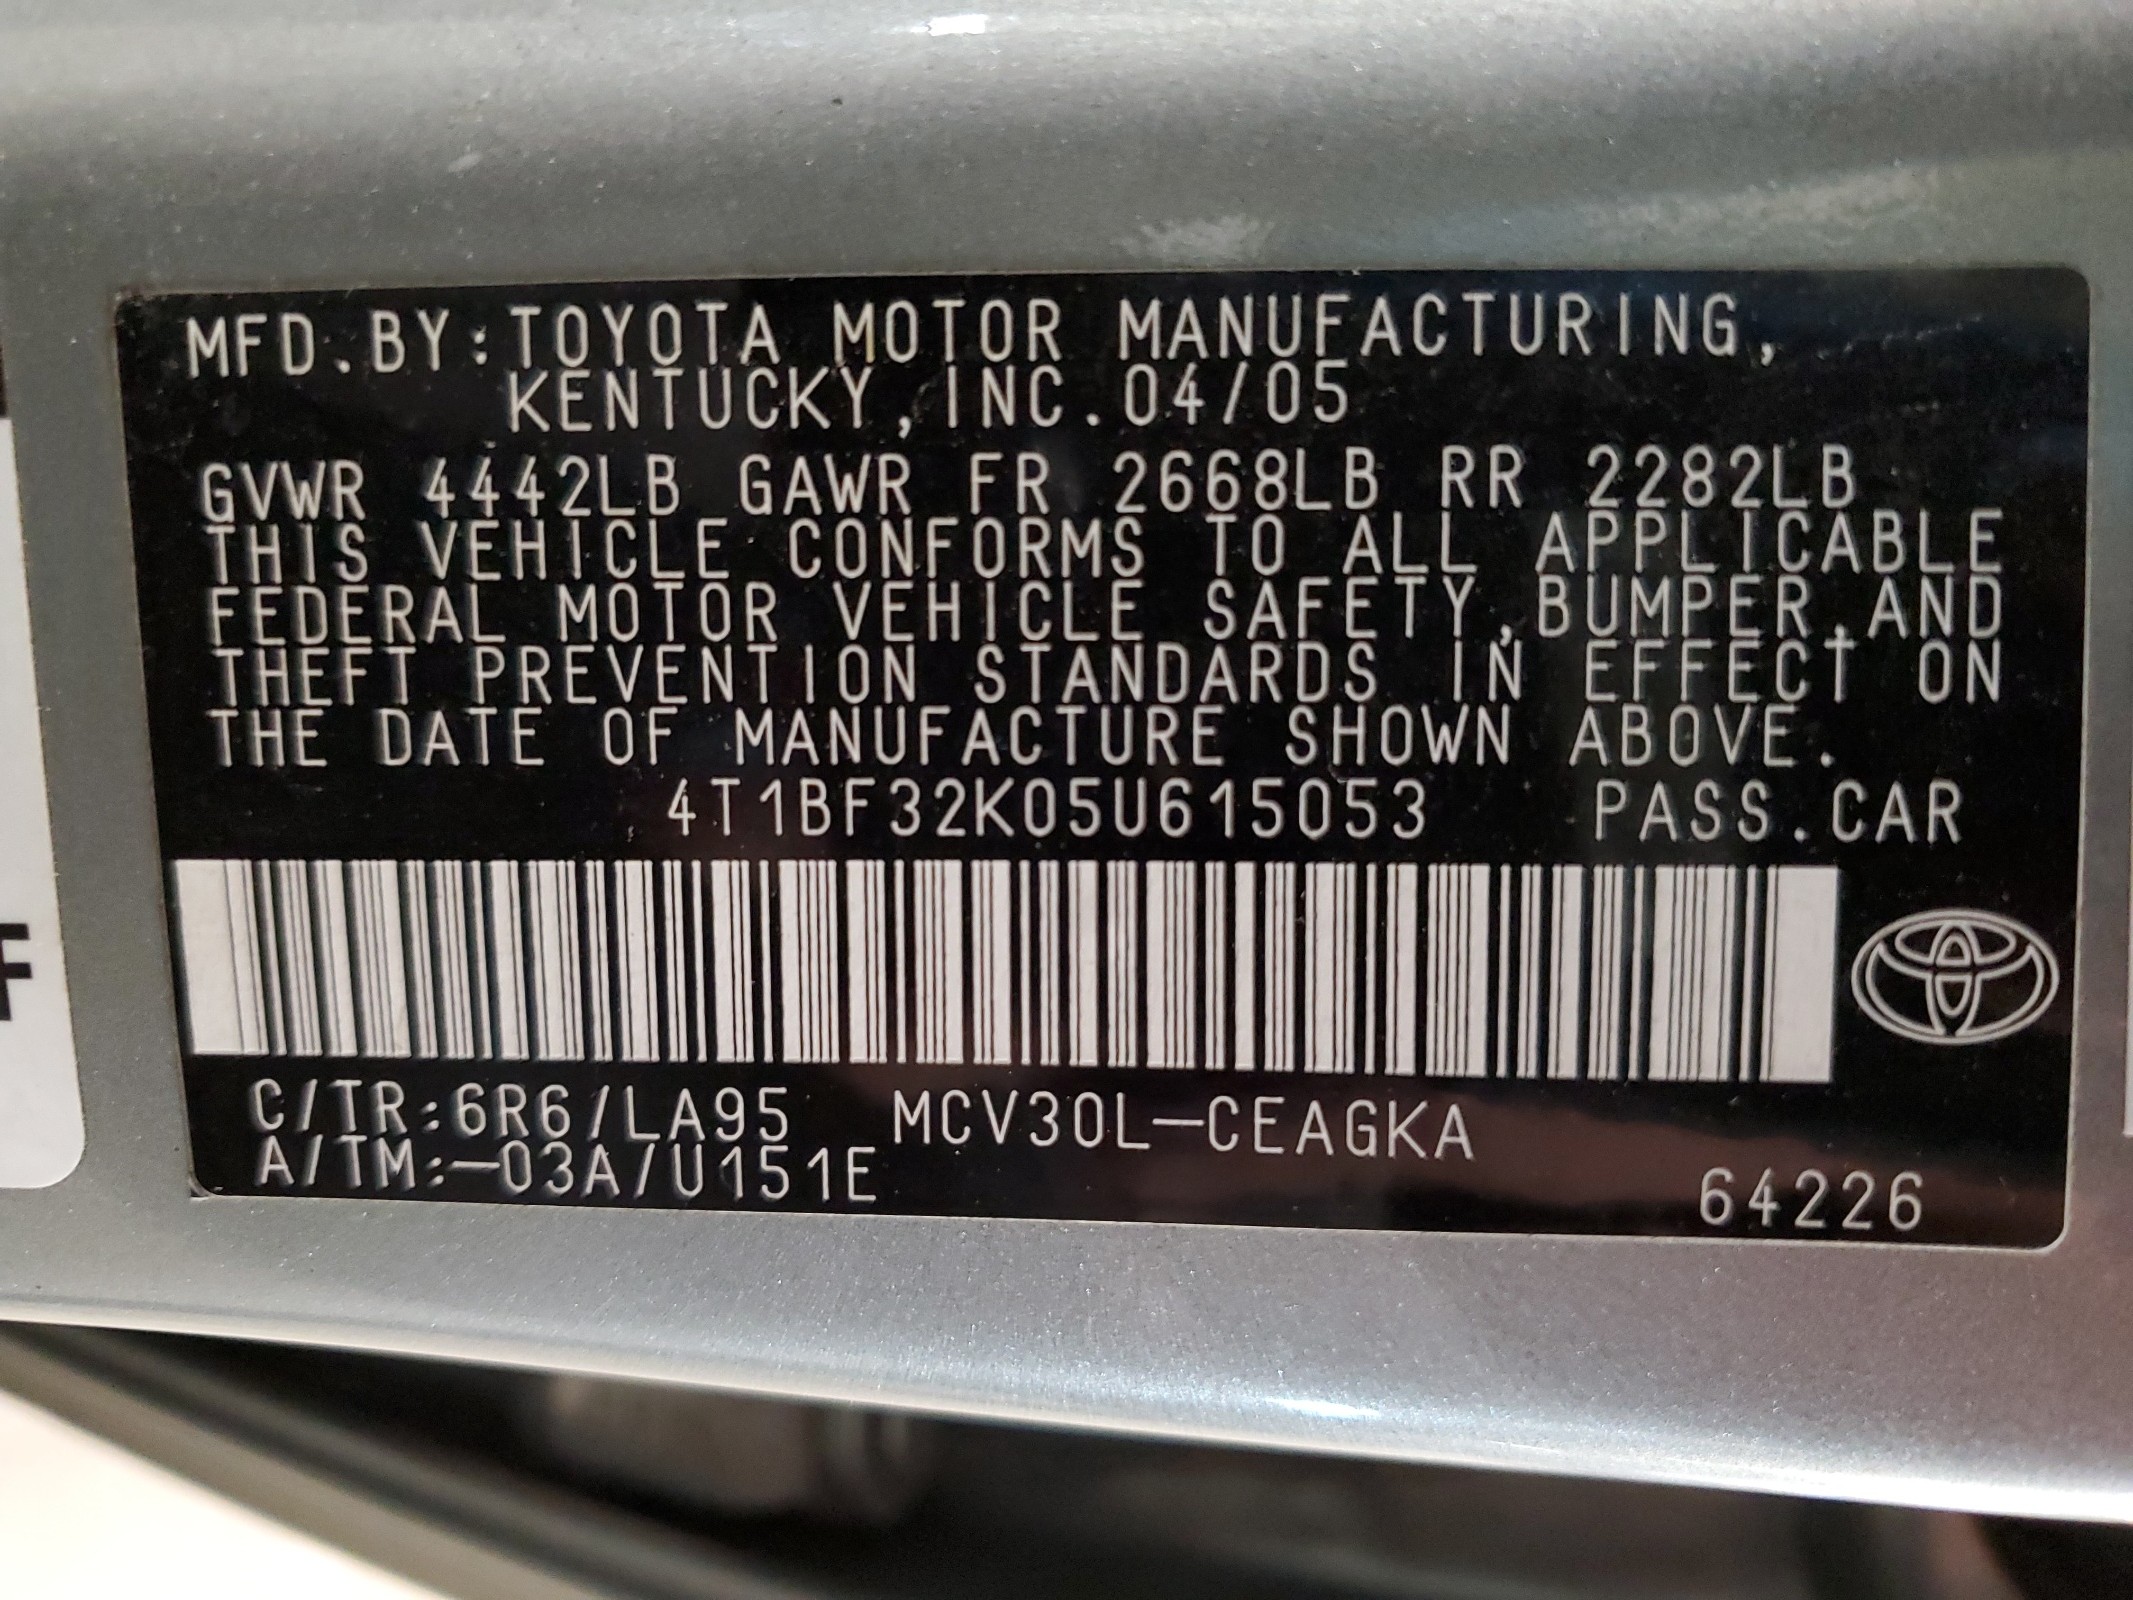 MFD.BY:TOYOTA MOTOR MANUFACTURING,
KENTUCKY,INC.04/05
GVWR 4442LB GAWR FR 2668LB RR 2282LB
THIS VEHICLE CONFORMS TO ALL APPLICABLE
FEDERAL MOTOR VEHICLE SAFETY,BUMPER,AND
THEFT PREVENTION STANDARDS IN EFFECT ON
THE DATE OF MANUFACTURE SHOWN ABOVE.
4T1BF32K05U615053 PASS.CAR
C/TR:6R6/LA95 MCV30L-CEAGKA
A/TM:-03A/U151E
64226
F